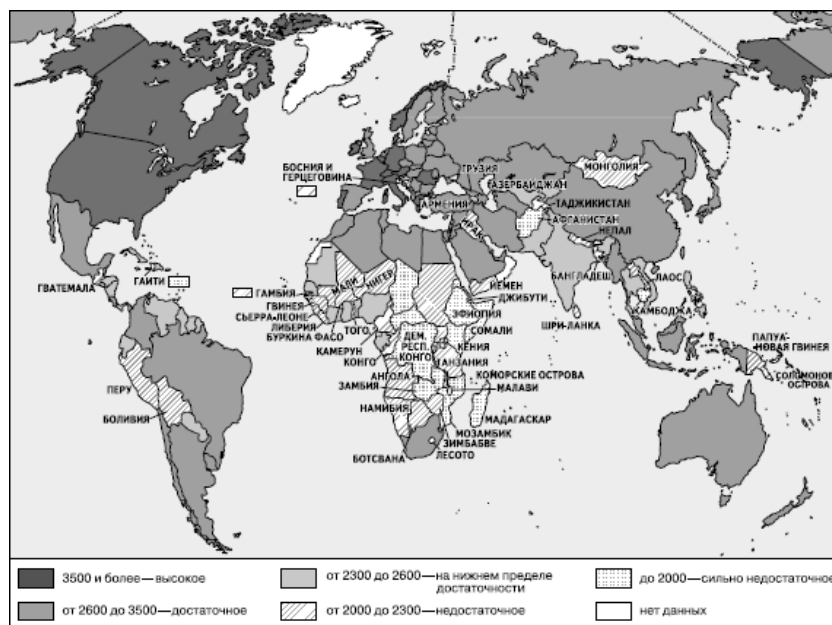 БОСНИЯ И
ГЕРЦЕГОВИНА
ГРУЗИЯ
АЗЕРБАЙДЖАН
МОНГОЛИЯ
АРМЕНИЯ
ТАДЖИКИСТАН
АФГАНИСТАН
ИРАК
НЕПАЛ
ГВАТЕМАЛА
ГАИТИ
ГАМБИЯ
МАЛИ
НИГЕР
ЙЕМЕН
ДЖИБУТИ
БАНГЛАДЕШ
ЛАОС
ГВИНЕЯ
СЬЕРРА-ЛЕОНЕ
ЛИБЕРИЯ
БУРКИНА ФАСО
ТОГО
КАМЕРУН
КОНГО
ДЕМ.
РЕСП.
КОНГО
ЭФИОПИЯ
СОМАЛИ
КЕНИЯ
ТАНЗАНИЯ
ШРИ-ЛАНКА
КАМБОДЖА
ПАПУА-
НОВАЯ ГВИНЕЯ
СОЛОМОНОВЫ
ОСТРОВА
ПЕРУ
БОЛИВИЯ
АНГОЛА
ЗАМБИЯ
НАМИБИЯ
КОМОРСКИЕ ОСТРОВА
МАЛАВИ
МАДАГАСКАР
МОЗАМБИК
ЗИМБАБВЕ
ЛЕСОТО
БОТСВАНА
3500 и более—высокое
от 2600 до 3500—достаточное
от 2300 до 2600—на нижнем пределе
достаточности
от 2000 до 2300—недостаточное
до 2000—сильно недостаточное
нет данных